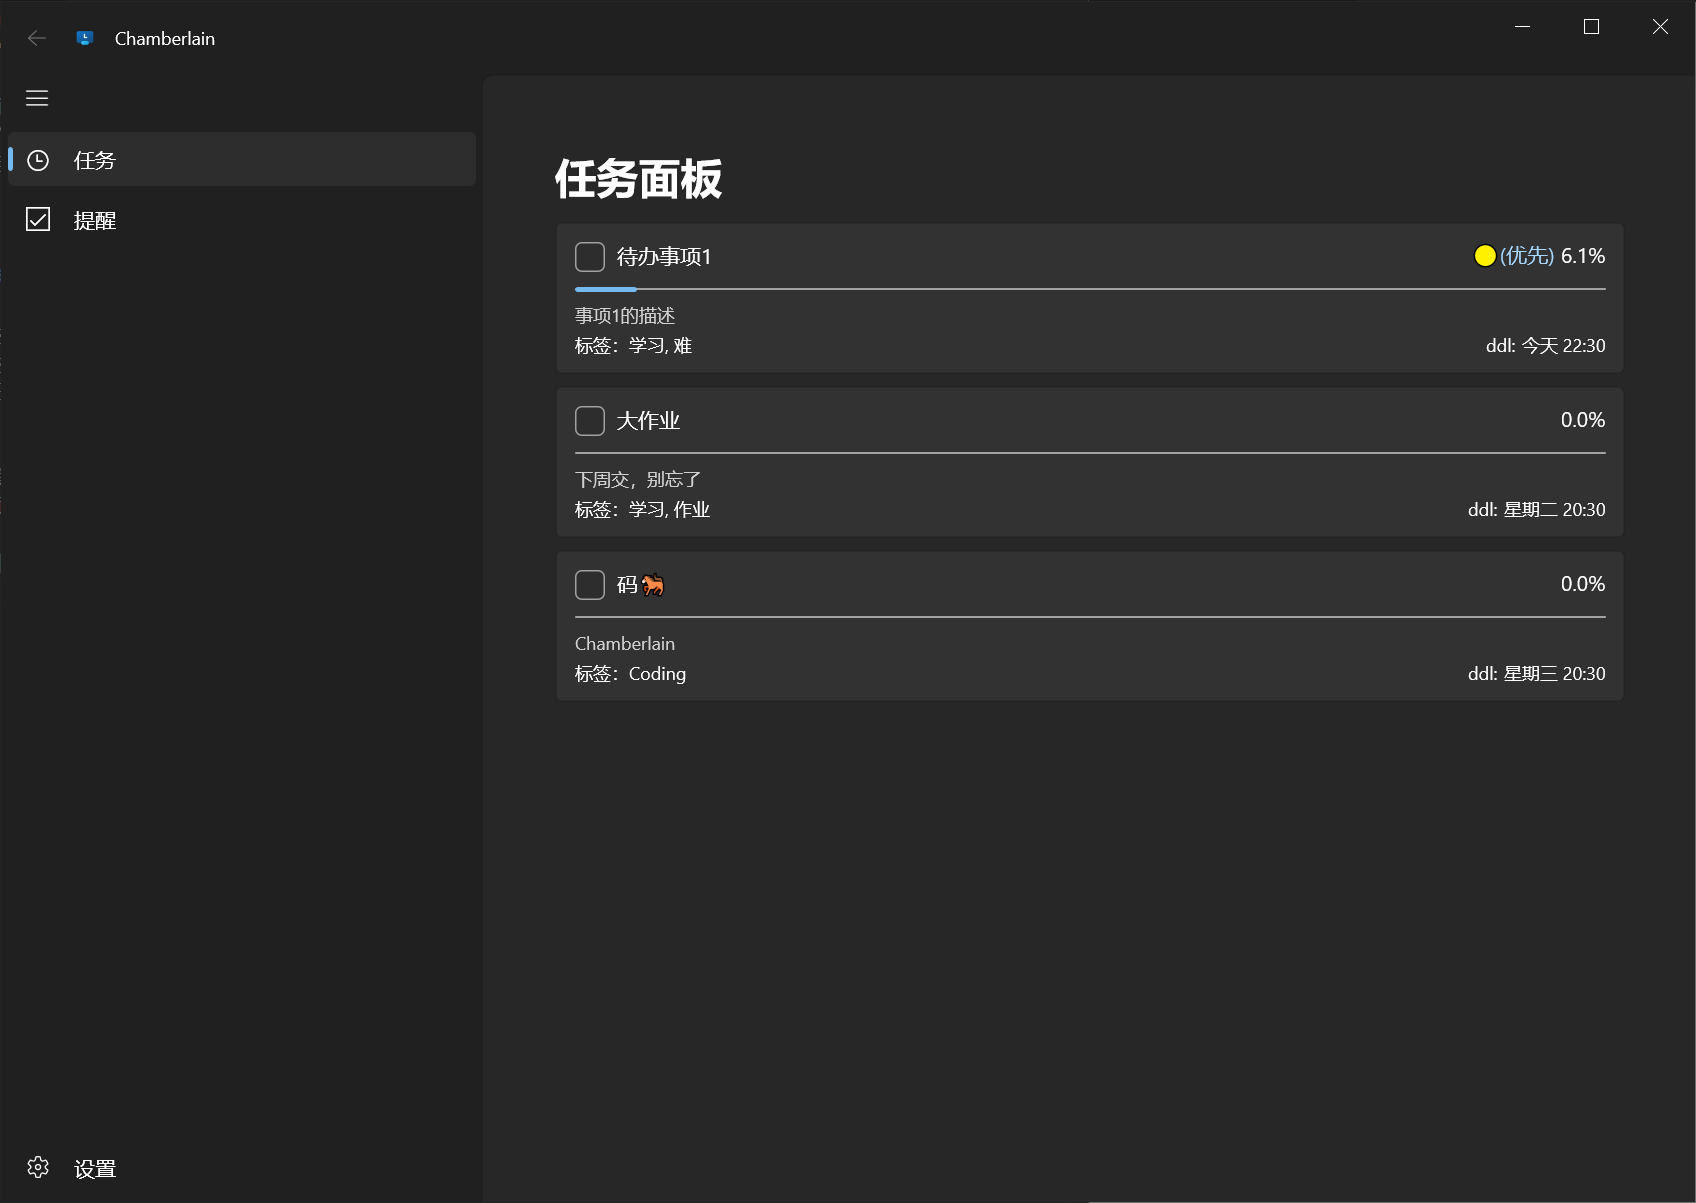 Chamberlain
任务
提醒
任务面板
待办事项1
(优先) 6.1%
事项1的描述
标签：学习, 难
ddl: 今天 22:30
大作业
0.0%
下周交，别忘了
标签：学习, 作业
ddl: 星期二 20:30
码🐎
0.0%
Chamberlain
标签：Coding
ddl: 星期三 20:30
设置